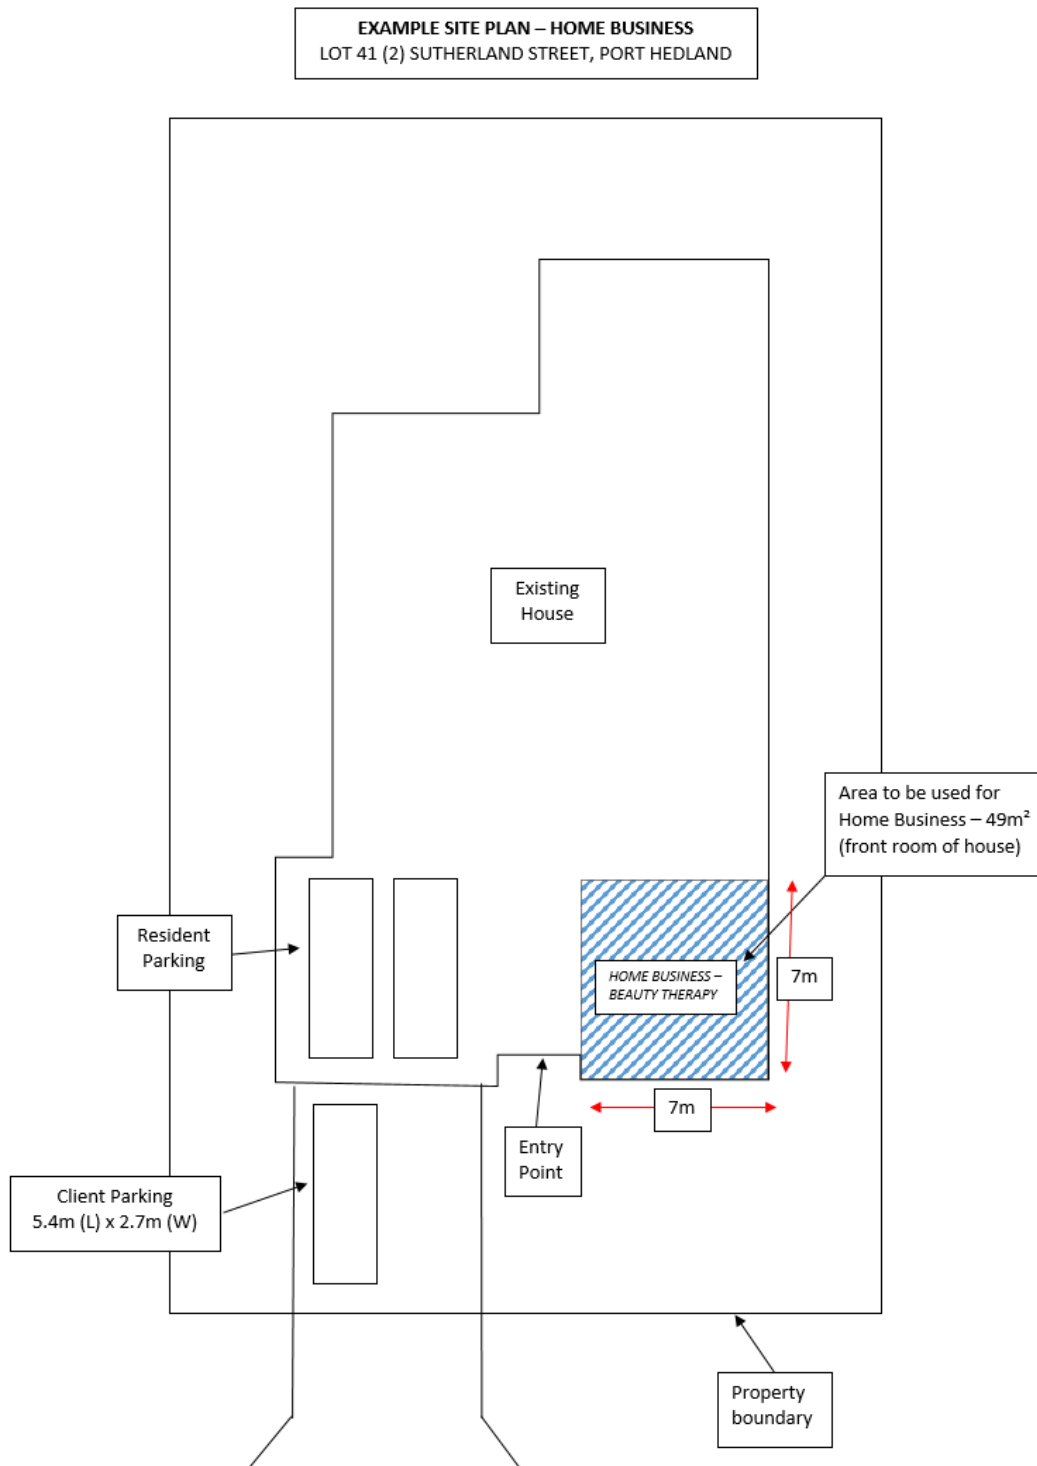 EXAMPLE SITE PLAN – HOME BUSINESS
LOT 41 (2) SUTHERLAND STREET, PORT HEDLAND
Existing
House
Area to be used for
Home Business – 49m²
(front room of house)
Resident
Parking
HOME BUSINESS –
BEAUTY THERAPY
7m
7m
Entry
Point
Client Parking
5.4m (L) x 2.7m (W)
Property
boundary